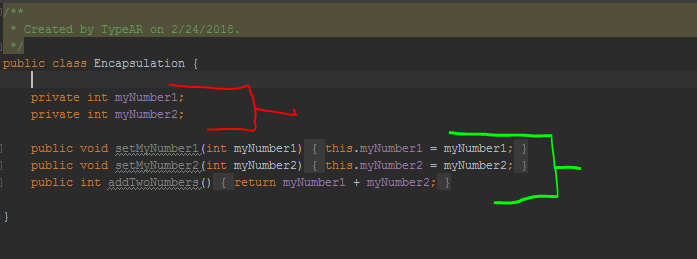 /**
* Created by TypeAR on 2/24/2018.
*/
public class Encapsulation {
private int myNumber1;
private int myNumber2;
public void setMyNumber1(int myNumber1) { this.myNumber1 = myNumber1; }
public void setMyNumber2(int myNumber2) { this.myNumber2 = myNumber2; }
public int addTwoNumbers() { return myNumber1 + myNumber2; }
}